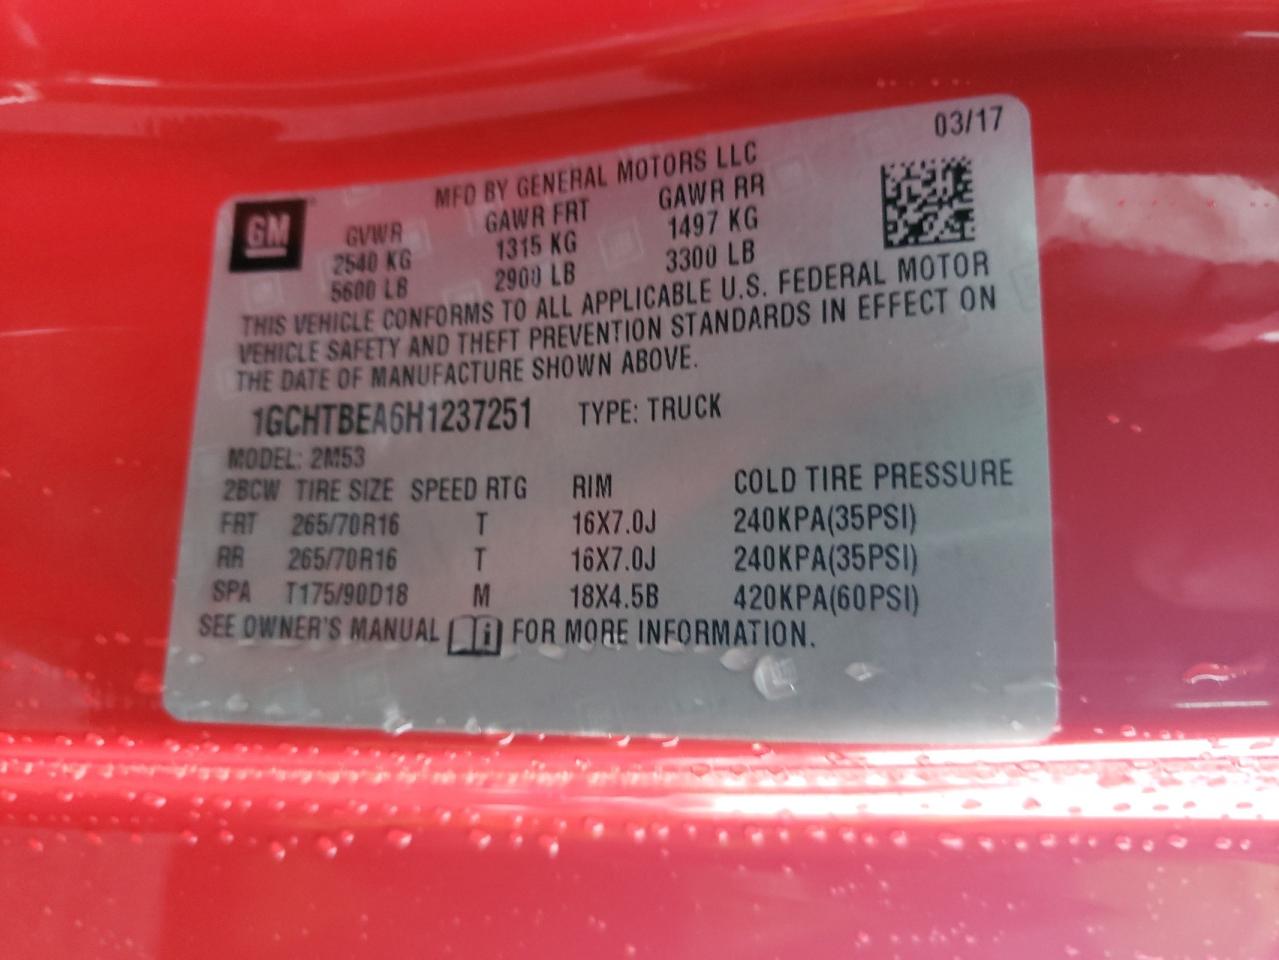 03/17
MFD BY GENERAL MOTORS LLC
GM GVWR GAWR FRT GAWR RR
2540 KG 1315 KG 1497 KG
5600 LB 2900 LB 3300 LB
THIS VEHICLE CONFORMS TO ALL APPLICABLE U.S. FEDERAL MOTOR
VEHICLE SAFETY AND THEFT PREVENTION STANDARDS IN EFFECT ON
THE DATE OF MANUFACTURE SHOWN ABOVE.
1GCHTBEA6H1237251 TYPE: TRUCK
MODEL: 2M53
2BCW TIRE SIZE SPEED RTG RIM COLD TIRE PRESSURE
FRT 265/70R16 T 16X7.0J 240KPA(35PSI)
RR 265/70R16 T 16X7.0J 240KPA(35PSI)
SPA T175/90D18 M 18X4.5B 420KPA(60PSI)
SEE OWNER'S MANUAL i FOR MORE INFORMATION.